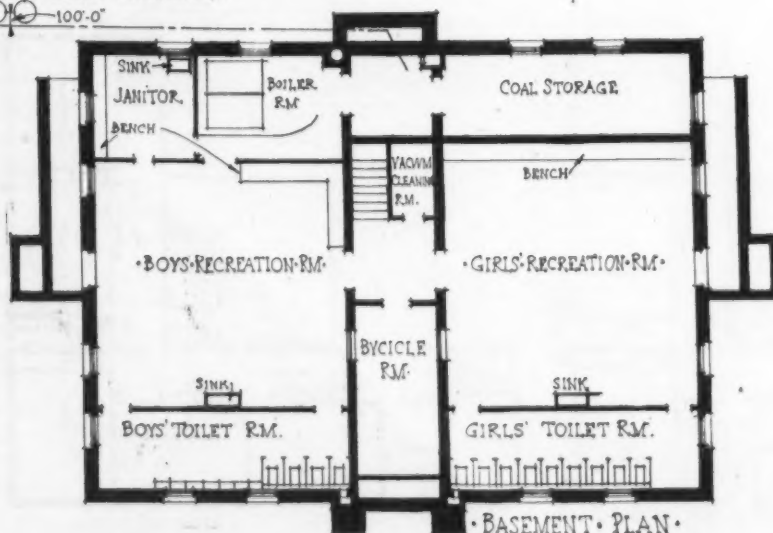 100'-0"
SINK
JANITOR
BOILER
RM
COAL STORAGE
BENCH
VACUM
CLEANING
RM.
BENCH
·BOYS·RECREATION·RM·
·GIRLS'·RECREATION·RM·
BYCICLE
RM·
SINK
SINK
BOYS' TOILET RM.
GIRLS' TOILET RM.
·BASEMENT·PLAN·